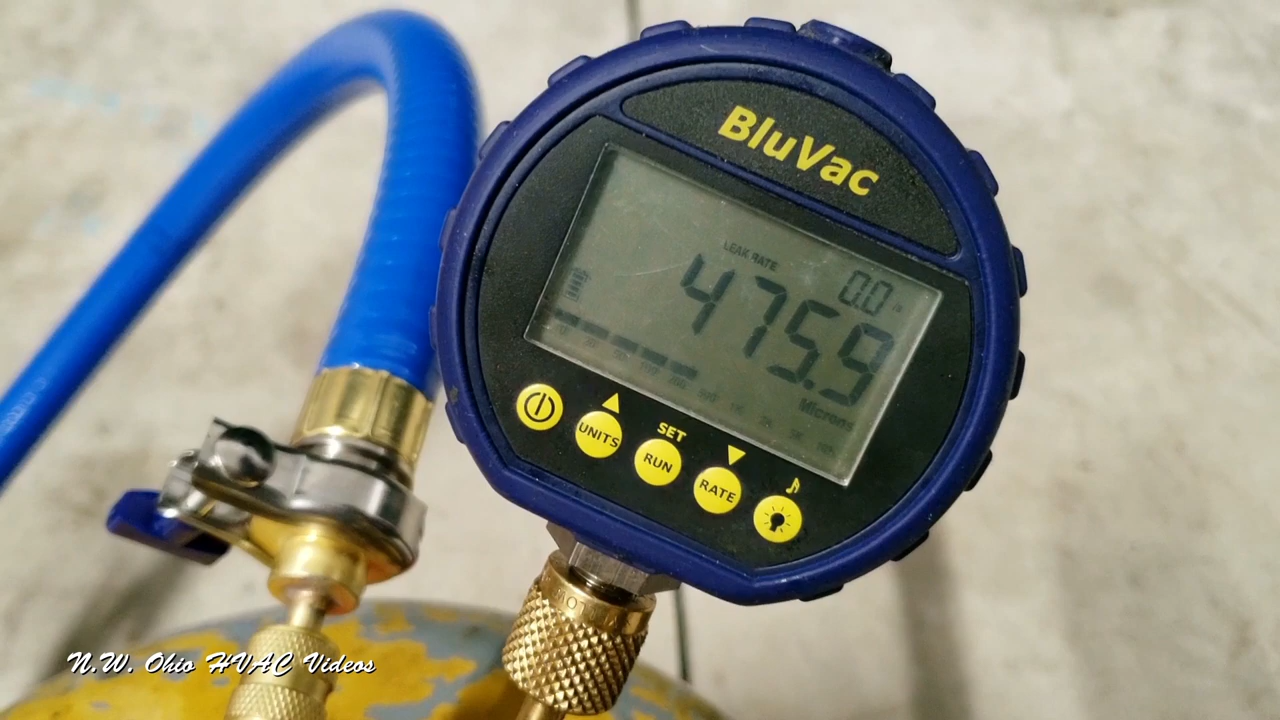 BluVac
LEAK RATE
0.0
475.9
Microns
UNITS
SET
RUN
RATE
N.W. Ohio HVAC Videos